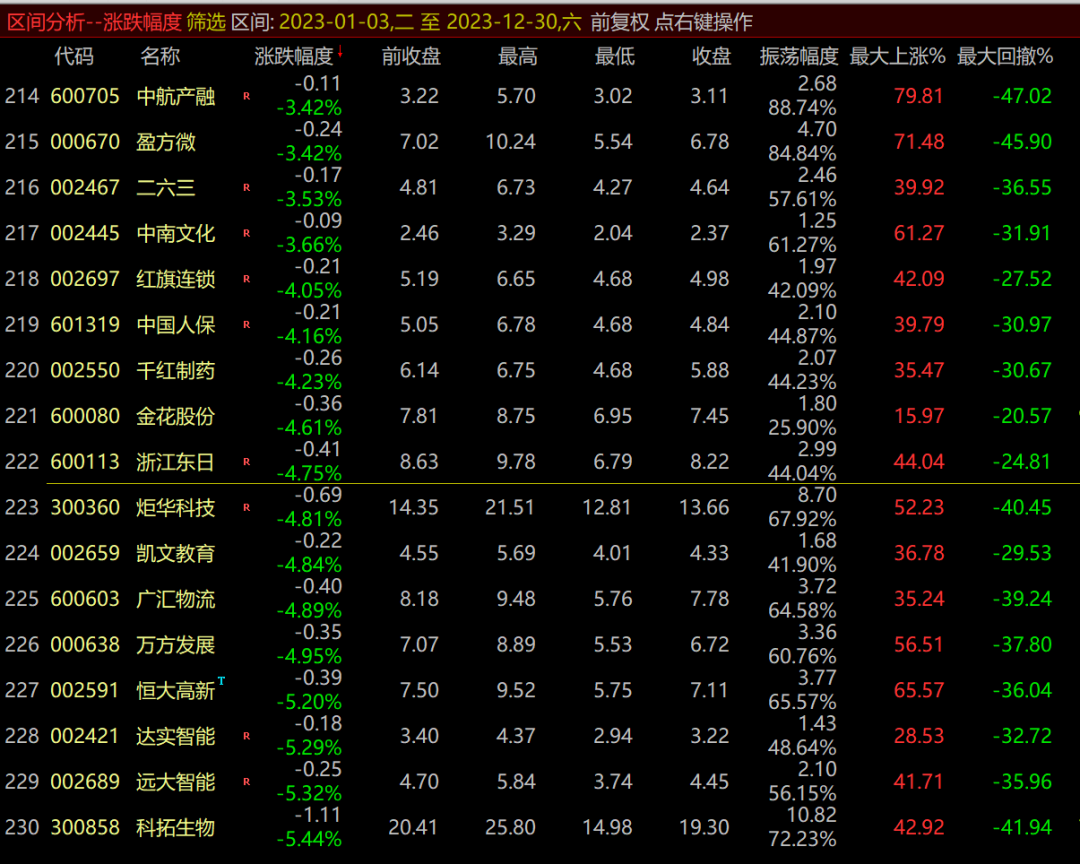 区间分析--涨跌幅度 筛选 区间: 2023-01-03,二 至 2023-12-30,六 前复权 点右键操作
代码 名称 涨跌幅度↓ 前收盘 最高 最低 收盘 振荡幅度 最大上涨% 最大回撤%
214 600705 中航产融 R -0.11 -3.42% 3.22 5.70 3.02 3.11 2.68 88.74% 79.81 -47.02
215 000670 盈方微 -0.24 -3.42% 7.02 10.24 5.54 6.78 4.70 84.84% 71.48 -45.90
216 002467 二六三 R -0.17 -3.53% 4.81 6.73 4.27 4.64 2.46 57.61% 39.92 -36.55
217 002445 中南文化 R -0.09 -3.66% 2.46 3.29 2.04 2.37 1.25 61.27% 61.27 -31.91
218 002697 红旗连锁 R -0.21 -4.05% 5.19 6.65 4.68 4.98 1.97 42.09% 42.09 -27.52
219 601319 中国人保 R -0.21 -4.16% 5.05 6.78 4.68 4.84 2.10 44.87% 39.79 -30.97
220 002550 千红制药 -0.26 -4.23% 6.14 6.75 4.68 5.88 2.07 44.23% 35.47 -30.67
221 600080 金花股份 -0.36 -4.61% 7.81 8.75 6.95 7.45 1.80 25.90% 15.97 -20.57
222 600113 浙江东日 R -0.41 -4.75% 8.63 9.78 6.79 8.22 2.99 44.04% 44.04 -24.81
223 300360 炬华科技 R -0.69 -4.81% 14.35 21.51 12.81 13.66 8.70 67.92% 52.23 -40.45
224 002659 凯文教育 -0.22 -4.84% 4.55 5.69 4.01 4.33 1.68 41.90% 36.78 -29.53
225 600603 广汇物流 -0.40 -4.89% 8.18 9.48 5.76 7.78 3.72 64.58% 35.24 -39.24
226 000638 万方发展 -0.35 -4.95% 7.07 8.89 5.53 6.72 3.36 60.76% 56.51 -37.80
227 002591 恒大高新 T -0.39 -5.20% 7.50 9.52 5.75 7.11 3.77 65.57% 65.57 -36.04
228 002421 达实智能 R -0.18 -5.29% 3.40 4.37 2.94 3.22 1.43 48.64% 28.53 -32.72
229 002689 远大智能 R -0.25 -5.32% 4.70 5.84 3.74 4.45 2.10 56.15% 41.71 -35.96
230 300858 科拓生物 -1.11 -5.44% 20.41 25.80 14.98 19.30 10.82 72.23% 42.92 -41.94